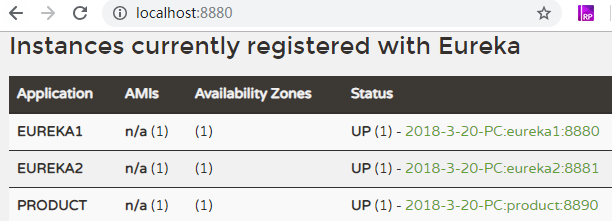 localhost:8880
RP
Instances currently registered with Eureka
Application AMIs Availability Zones Status
EUREKA1 n/a (1) (1) UP (1) - 2018-3-20-PC:eureka1:8880
EUREKA2 n/a (1) (1) UP (1) - 2018-3-20-PC:eureka2:8881
PRODUCT n/a (1) (1) UP (1) - 2018-3-20-PC:product:8890